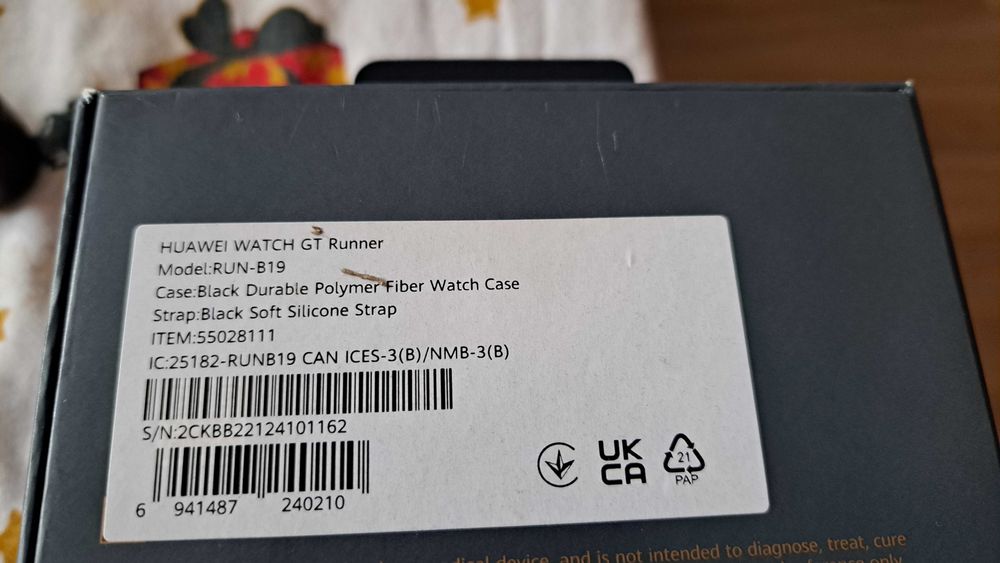 HUAWEI WATCH GT Runner
Model:RUN-B19
Case:Black Durable Polymer Fiber Watch Case
Strap:Black Soft Silicone Strap
ITEM:55028111
IC:25182-RUNB19 CAN ICES-3(B)/NMB-3(B)
S/N:2CKBB22124101162
6 941487 240210
UK
CA
21
PAP
device, and is not intended to diagnose, treat, cure
only